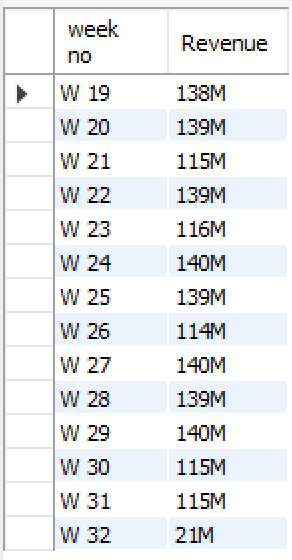 week
no
Revenue
W 19 138M
W 20 139M
W 21 115M
W 22 139M
W 23 116M
W 24 140M
W 25 139M
W 26 114M
W 27 140M
W 28 139M
W 29 140M
W 30 115M
W 31 115M
W 32 21M